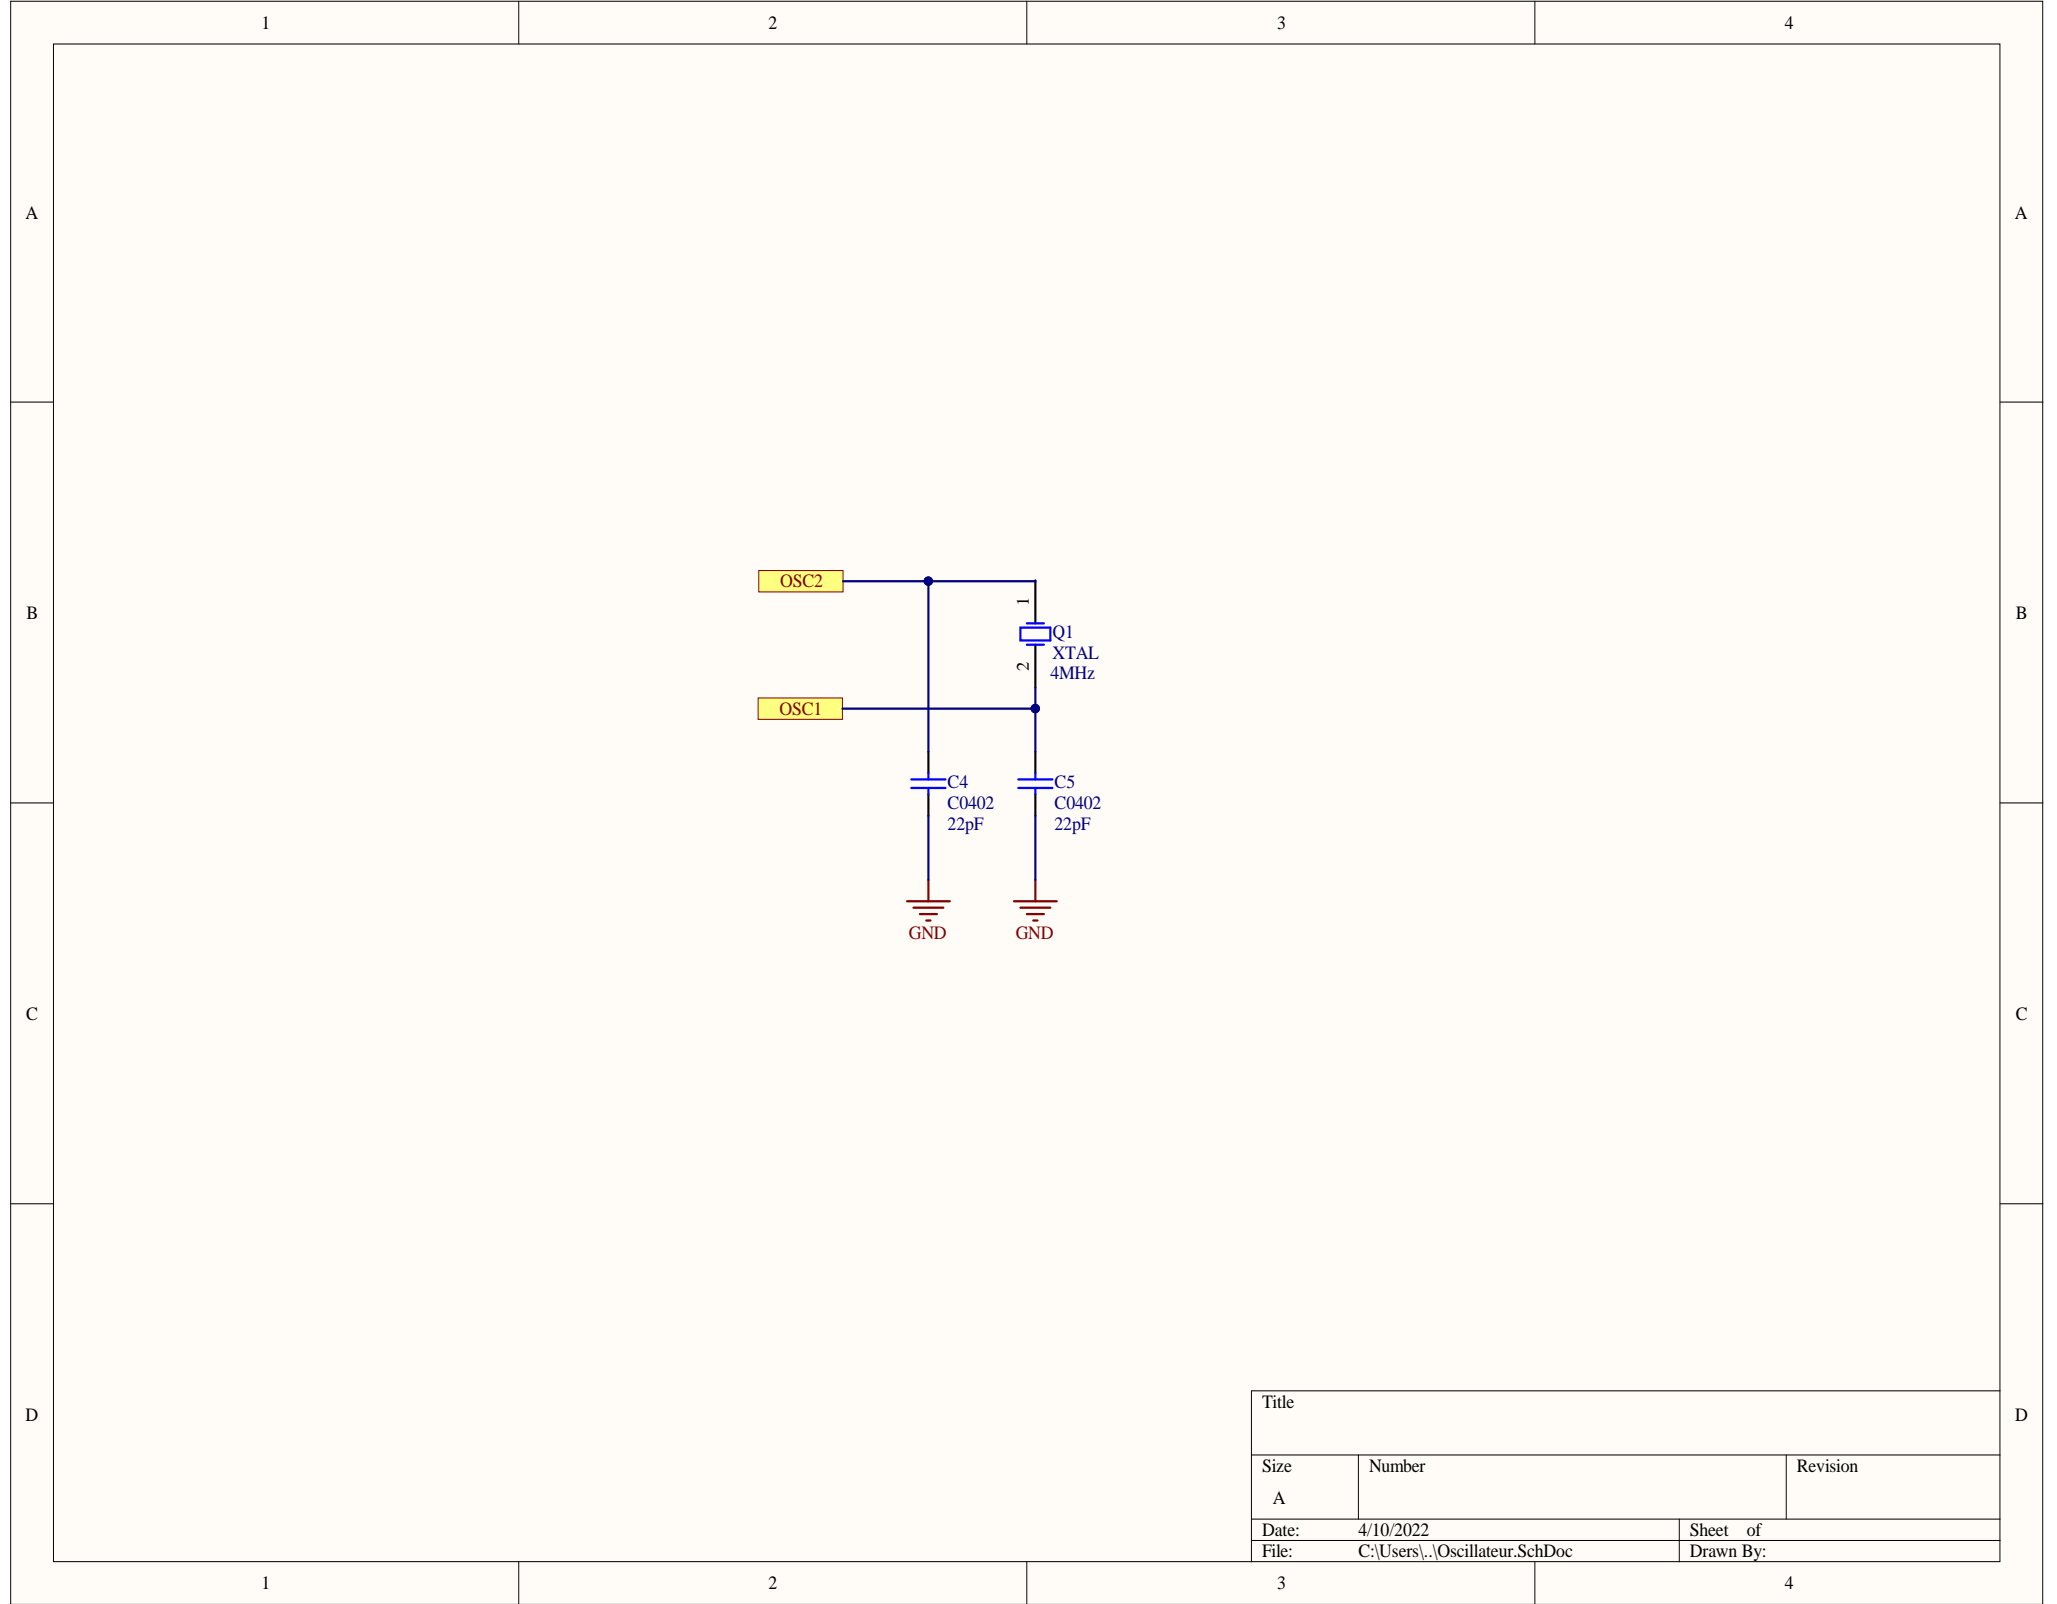 1 2 3 4
A A
OSC2
1
B B
Q1
XTAL
2
4MHz
OSC1
C4 C5
C0402 C0402
22pF 22pF
GND GND
C C
Title
D D
Size Number Revision
A
Date: 4/10/2022 Sheet of
File: C:\Users\..\Oscillateur.SchDoc Drawn By:
1 2 3 4